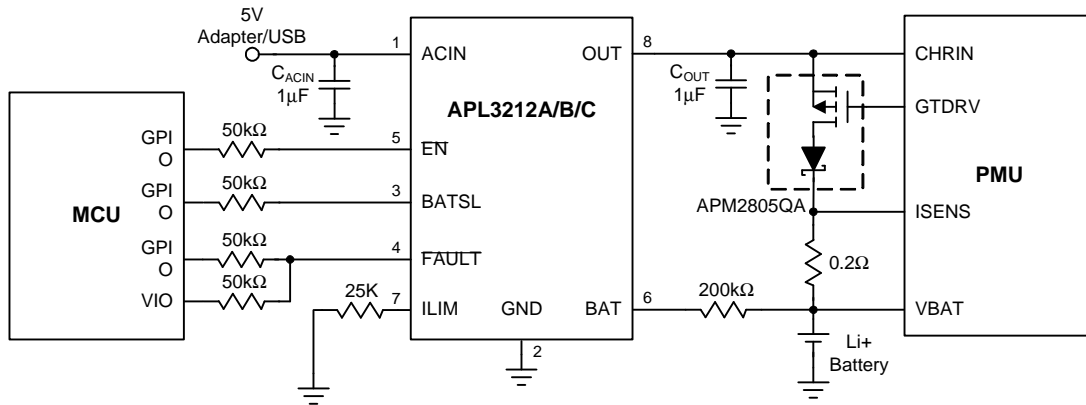 5V
Adapter/USB
C_ACIN
1µF
1
ACIN
OUT
8
C_OUT
1µF
CHRIN
APL3212A/B/C
GTDRV
GPI
O
50kΩ
5
EN
GPI
O
50kΩ
3
BATSL
MCU
PMU
APM2805QA
ISENS
GPI
O
50kΩ
4
FAULT
0.2Ω
VIO
50kΩ
25K
7
ILIM
GND
BAT
6
200kΩ
VBAT
2
Li+
Battery